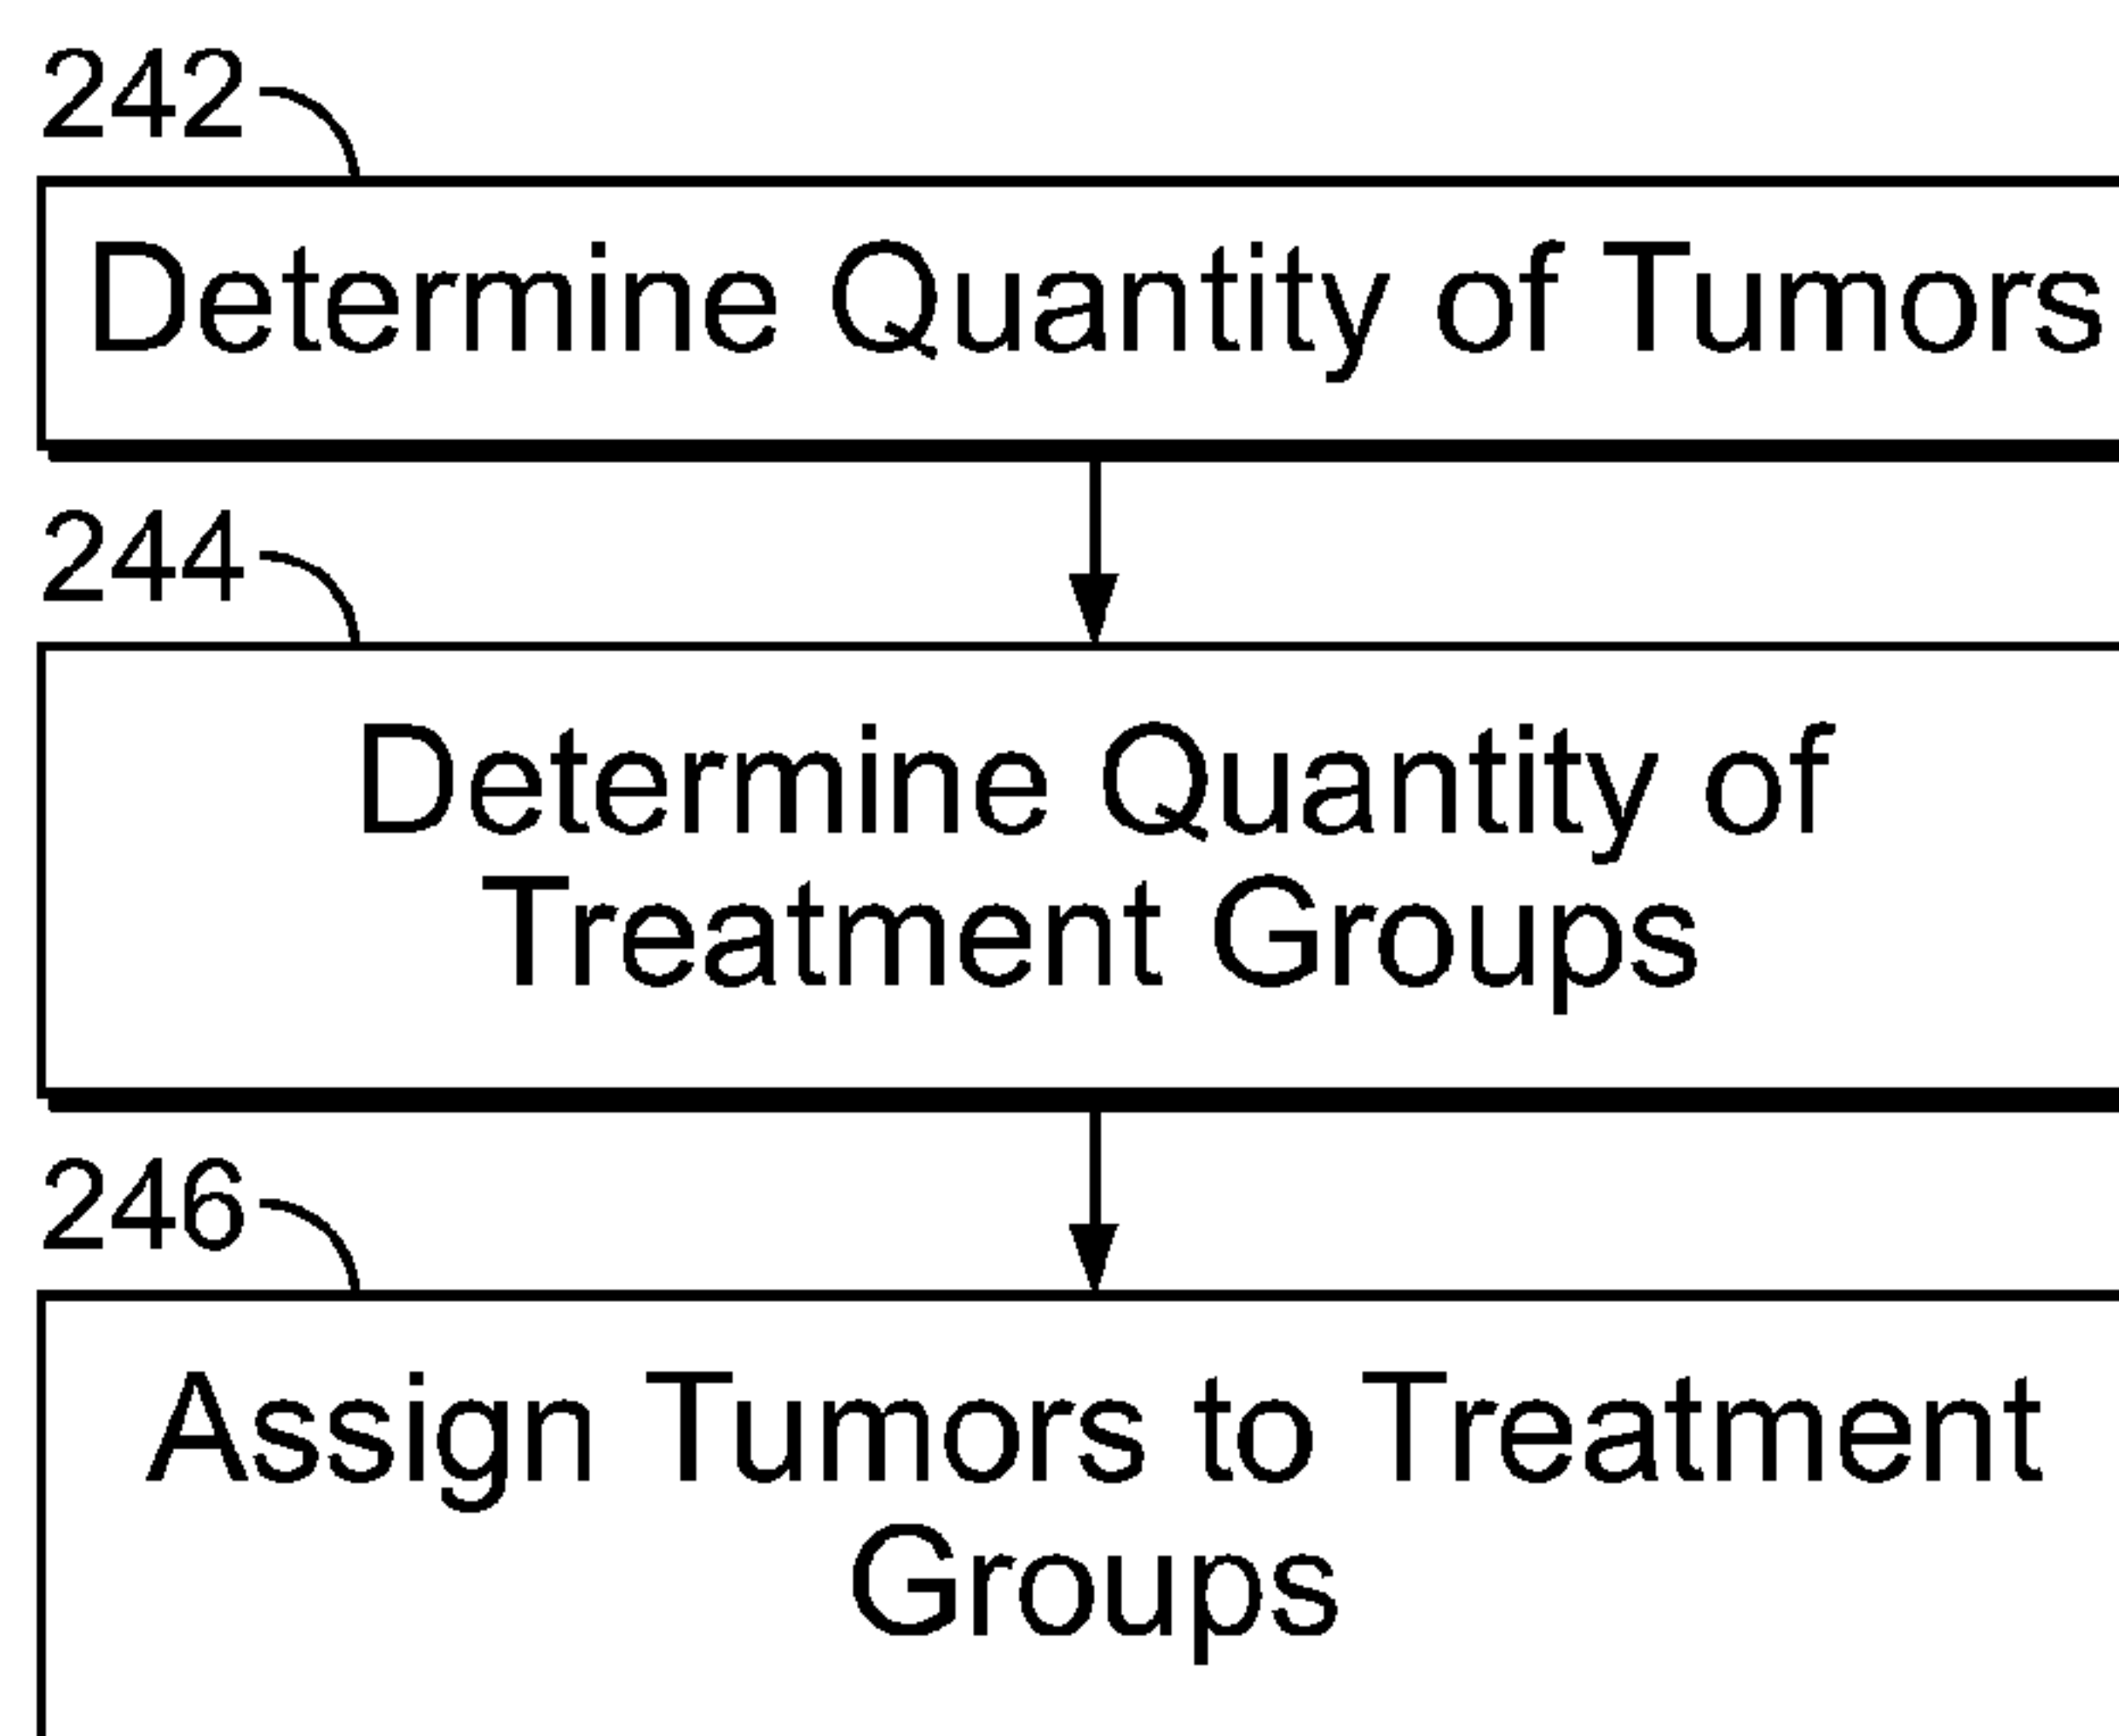 242
Determine Quantity of Tumors
244
Determine Quantity of
Treatment Groups
246
Assign Tumors to Treatment
Groups